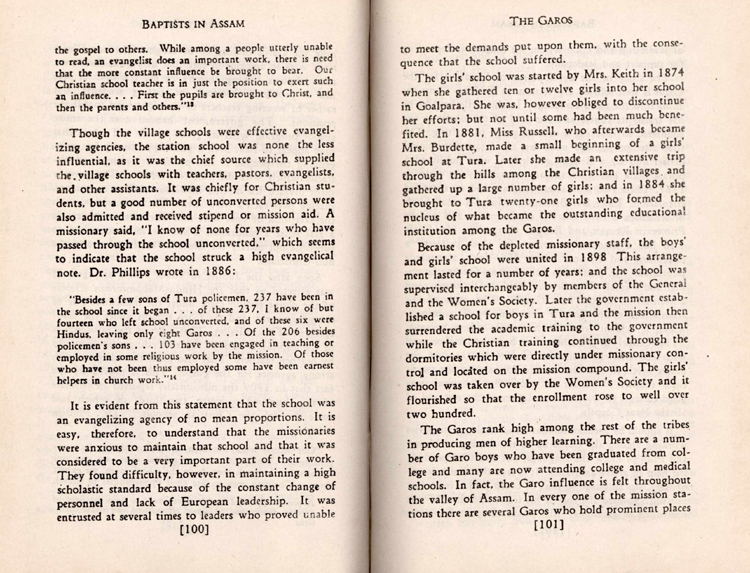 BAPTISTS IN ASSAM
the gospel to others. While among a people utterly unable
to read, an evangelist does an important work, there is need
that the more constant influence be brought to bear. Our
Christian school teacher is in just the position to exert such
an influence. . . . First the pupils are brought to Christ, and
then the parents and others."¹³
Though the village schools were effective evangel-
izing agencies, the station school was none the less
influential, as it was the chief source which supplied
the village schools with teachers, pastors, evangelists,
and other assistants. It was chiefly for Christian stu-
dents, but a good number of unconverted persons were
also admitted and received stipend or mission aid. A
missionary said, "I know of none for years who have
passed through the school unconverted," which seems
to indicate that the school struck a high evangelical
note. Dr. Phillips wrote in 1886:
"Besides a few sons of Tura policemen, 237 have been in
the school since it began . . . of these 237, I know of but
fourteen who left school unconverted, and of these six were
Hindus, leaving only eight Garos . . . . Of the 206 besides
policemen's sons . . . 103 have been engaged in teaching or
employed in some religious work by the mission. Of those
who have not been thus employed some have been earnest
helpers in church work."¹⁴
It is evident from this statement that the school was
an evangelizing agency of no mean proportions. It is
easy, therefore, to understand that the missionaries
were anxious to maintain that school and that it was
considered to be a very important part of their work.
They found difficulty, however, in maintaining a high
scholastic standard because of the constant change of
personnel and lack of European leadership. It was
entrusted at several times to leaders who proved unable
[100]
THE GAROS
to meet the demands put upon them, with the conse-
quence that the school suffered.
The girls' school was started by Mrs. Keith in 1874
when she gathered ten or twelve girls into her school
in Goalpara. She was, however obliged to discontinue
her efforts; but not until some had been much bene-
fited. In 1881, Miss Russell, who afterwards became
Mrs. Burdette, made a small beginning of a girls'
school at Tura. Later she made an extensive trip
through the hills among the Christian villages and
gathered up a large number of girls; and in 1884 she
brought to Tura twenty-one girls who formed the
nucleus of what became the outstanding educational
institution among the Garos.
Because of the depleted missionary staff, the boys'
and girls' school were united in 1898 This arrange-
ment lasted for a number of years; and the school was
supervised interchangeably by members of the General
and the Women's Society. Later the government estab-
lished a school for boys in Tura and the mission then
surrendered the academic training to the government
while the Christian training continued through the
dormitories which were directly under missionary con-
trol and located on the mission compound. The girls'
school was taken over by the Women's Society and it
flourished so that the enrollment rose to well over
two hundred.
The Garos rank high among the rest of the tribes
in producing men of higher learning. There are a num-
ber of Garo boys who have been graduated from col-
lege and many are now attending college and medical
schools. In fact, the Garo influence is felt throughout
the valley of Assam. In every one of the mission sta-
tions there are several Garos who hold prominent places
[101]